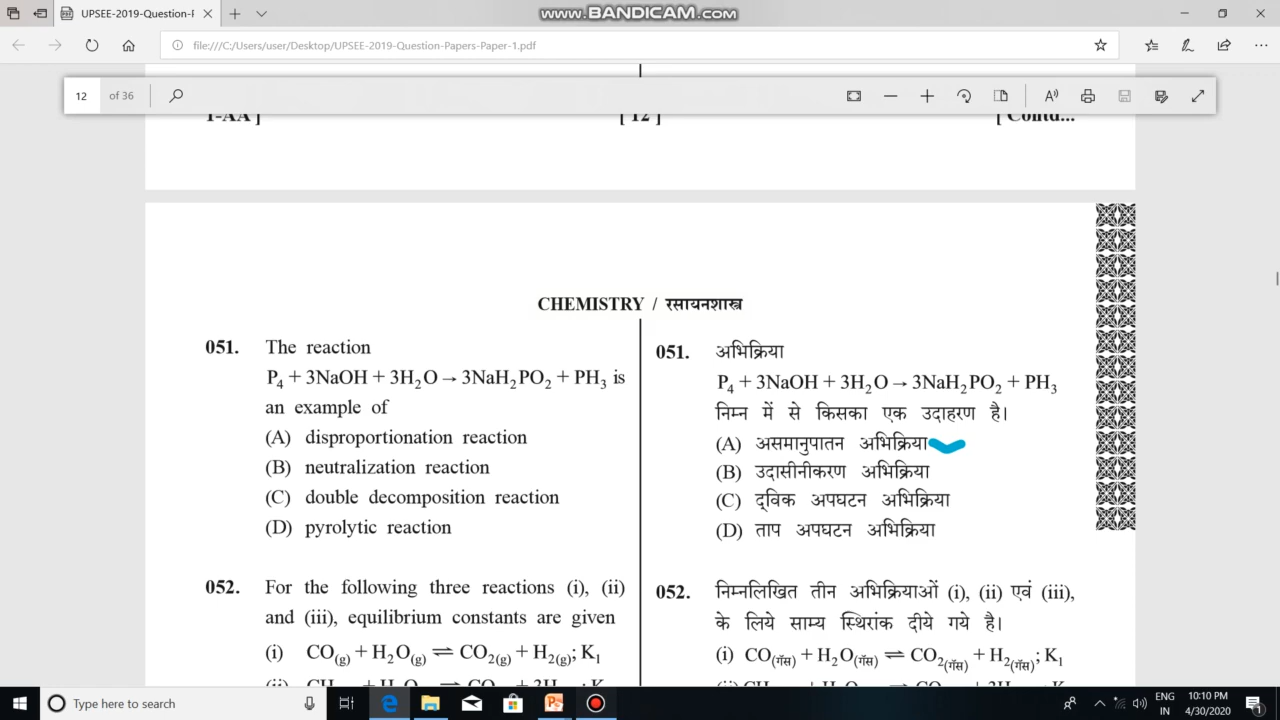 UPSEE-2019-Question-P
www.BANDICAM.com
file:///C:/Users/user/Desktop/UPSEE-2019-Question-Papers-Paper-1.pdf
12 of 36
1-AA ] [ 12 ] [ Contd...
CHEMISTRY / रसायनशास्त्र
051. The reaction
P₄ + 3NaOH + 3H₂O → 3NaH₂PO₂ + PH₃ is
an example of
(A) disproportionation reaction
(B) neutralization reaction
(C) double decomposition reaction
(D) pyrolytic reaction
052. For the following three reactions (i), (ii)
and (iii), equilibrium constants are given
(i) CO(g) + H₂O(g) ⇌ CO₂(g) + H₂(g); K₁
051. अभिक्रिया
P₄ + 3NaOH + 3H₂O → 3NaH₂PO₂ + PH₃
निम्न में से किसका एक उदाहरण है।
(A) असमानुपातन अभिक्रिया
(B) उदासीनीकरण अभिक्रिया
(C) द्विक अपघटन अभिक्रिया
(D) ताप अपघटन अभिक्रिया
052. निम्नलिखित तीन अभिक्रियाओं (i), (ii) एवं (iii),
के लिये साम्य स्थिरांक दीये गये है।
(i) CO(गॅस) + H₂O(गॅस) ⇌ CO₂(गॅस) + H₂(गॅस); K₁
Type here to search
ENG
IN
10:10 PM
4/30/2020